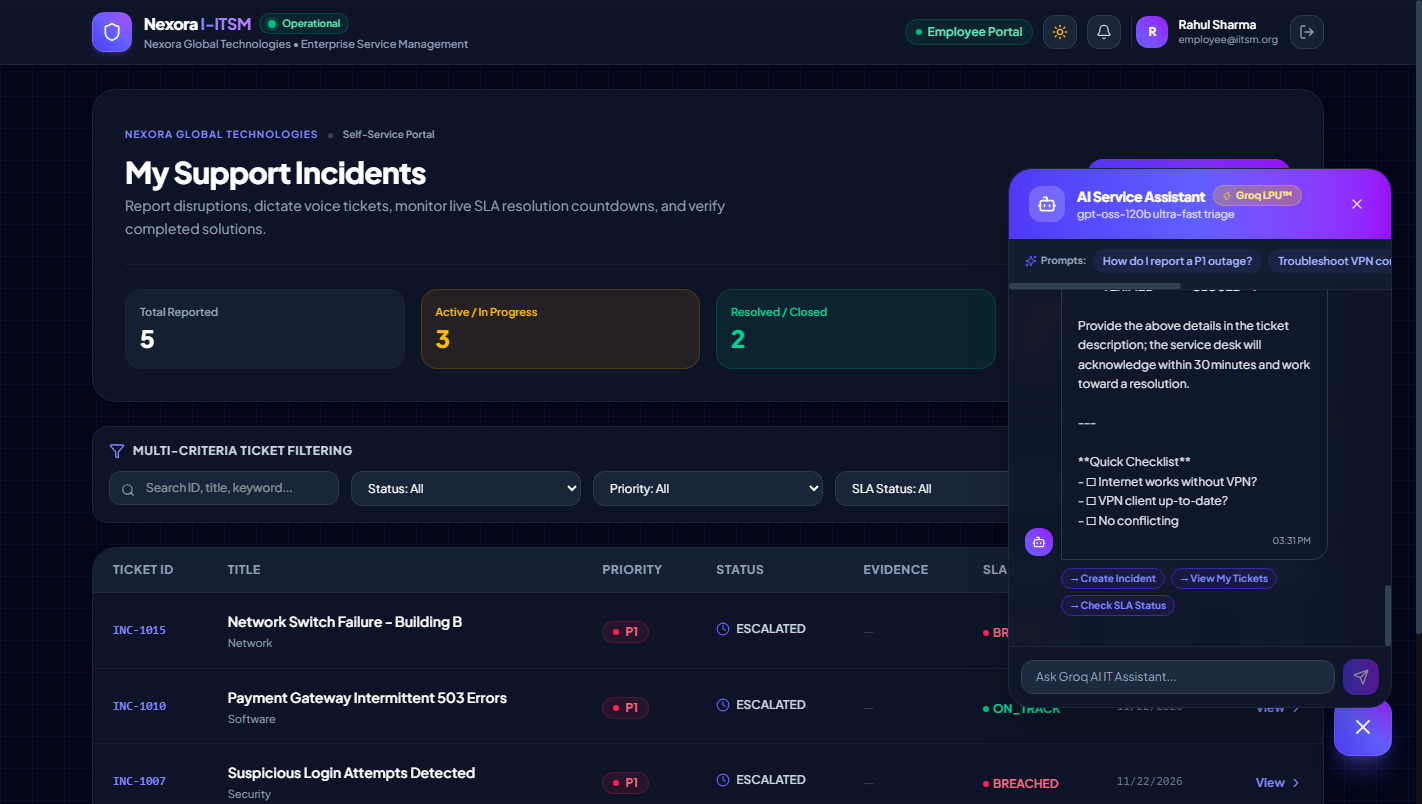 Nexora I-ITSM
Operational
Nexora Global Technologies • Enterprise Service Management
Employee Portal
R
Rahul Sharma
employee@iitsm.org
NEXORA GLOBAL TECHNOLOGIES
Self-Service Portal
My Support Incidents
Report disruptions, dictate voice tickets, monitor live SLA resolution countdowns, and verify
completed solutions.
Total Reported
5
Active / In Progress
3
Resolved / Closed
2
MULTI-CRITERIA TICKET FILTERING
Search ID, title, keyword...
Status: All
Priority: All
SLA Status: All
TICKET ID TITLE PRIORITY STATUS EVIDENCE SLA
INC-1015 Network Switch Failure - Building B P1 ESCALATED — BR
Network
INC-1010 Payment Gateway Intermittent 503 Errors P1 ESCALATED — ON_TRACK 11/22/2026 View
Software
INC-1007 Suspicious Login Attempts Detected P1 ESCALATED — BREACHED 11/22/2026 View
Security
AI Service Assistant
Groq LPU™
gpt-oss-120b ultra-fast triage
Prompts:
How do I report a P1 outage?
Troubleshoot VPN co
Provide the above details in the ticket
description; the service desk will
acknowledge within 30 minutes and work
toward a resolution.
---
**Quick Checklist**
- ☐ Internet works without VPN?
- ☐ VPN client up-to-date?
- ☐ No conflicting
03:31 PM
→ Create Incident
→ View My Tickets
→ Check SLA Status
Ask Groq AI IT Assistant...